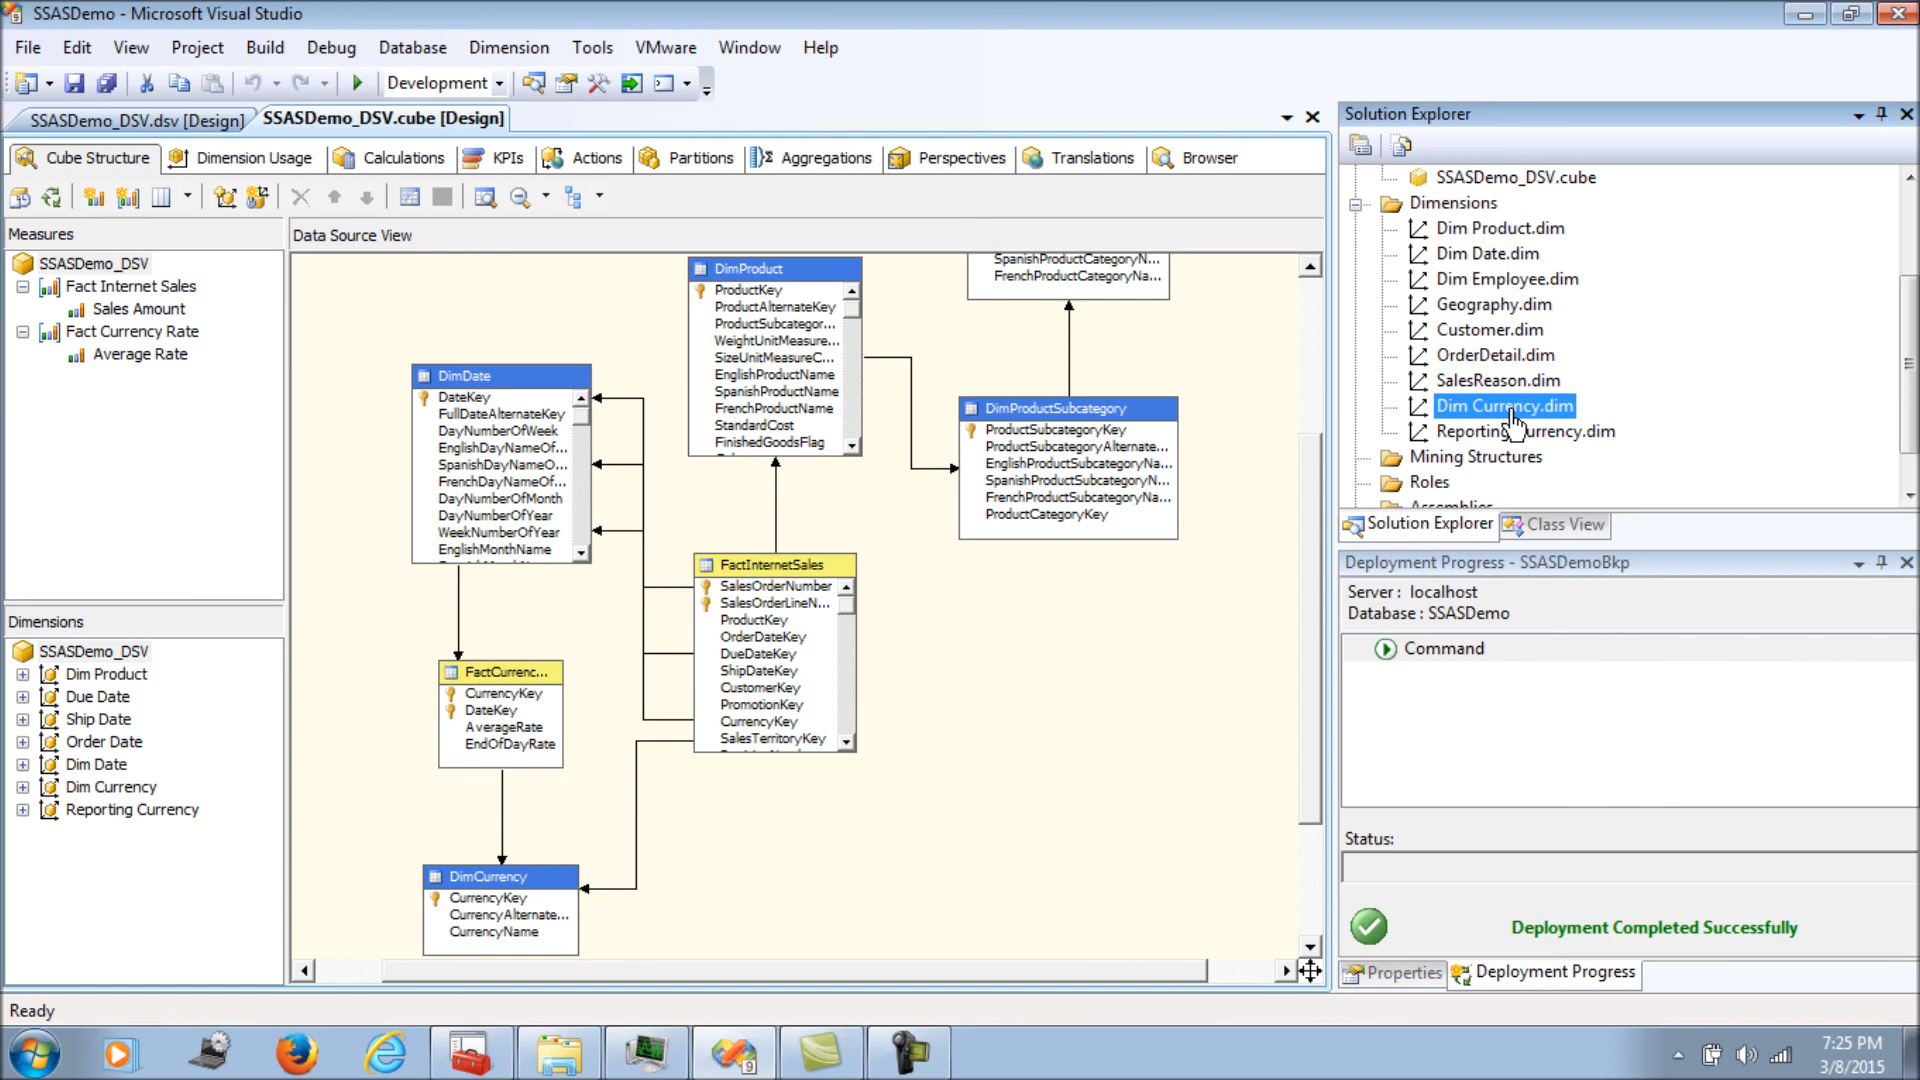 SSASDemo - Microsoft Visual Studio
File Edit View Project Build Debug Database Dimension Tools VMware Window Help
Development
SSASDemo_DSV.dsv [Design] SSASDemo_DSV.cube [Design]
Cube Structure Dimension Usage Calculations KPIs Actions Partitions Aggregations Perspectives Translations Browser
Measures
SSASDemo_DSV
Fact Internet Sales
Sales Amount
Fact Currency Rate
Average Rate
Dimensions
SSASDemo_DSV
Dim Product
Due Date
Ship Date
Order Date
Dim Date
Dim Currency
Reporting Currency
Data Source View
DimProduct
ProductKey
ProductAlternateKey
ProductSubcategor...
WeightUnitMeasure...
SizeUnitMeasureC...
EnglishProductName
SpanishProductName
FrenchProductName
StandardCost
FinishedGoodsFlag
SpanishProductCategoryN...
FrenchProductCategoryNa...
DimDate
DateKey
FullDateAlternateKey
DayNumberOfWeek
EnglishDayNameOf...
SpanishDayNameO...
FrenchDayNameOf...
DayNumberOfMonth
DayNumberOfYear
WeekNumberOfYear
EnglishMonthName
DimProductSubcategory
ProductSubcategoryKey
ProductSubcategoryAlternate...
EnglishProductSubcategoryNa...
SpanishProductSubcategoryN...
FrenchProductSubcategoryNa...
ProductCategoryKey
FactInternetSales
SalesOrderNumber
SalesOrderLineN...
ProductKey
OrderDateKey
DueDateKey
ShipDateKey
CustomerKey
PromotionKey
CurrencyKey
SalesTerritoryKey
FactCurrenc...
CurrencyKey
DateKey
AverageRate
EndOfDayRate
DimCurrency
CurrencyKey
CurrencyAlternate...
CurrencyName
Solution Explorer
SSASDemo_DSV.cube
Dimensions
Dim Product.dim
Dim Date.dim
Dim Employee.dim
Geography.dim
Customer.dim
OrderDetail.dim
SalesReason.dim
Dim Currency.dim
Reporting Currency.dim
Mining Structures
Roles
Assemblies
Solution Explorer Class View
Deployment Progress - SSASDemoBkp
Server : localhost
Database : SSASDemo
Command
Status:
Deployment Completed Successfully
Properties Deployment Progress
Ready
7:25 PM
3/8/2015